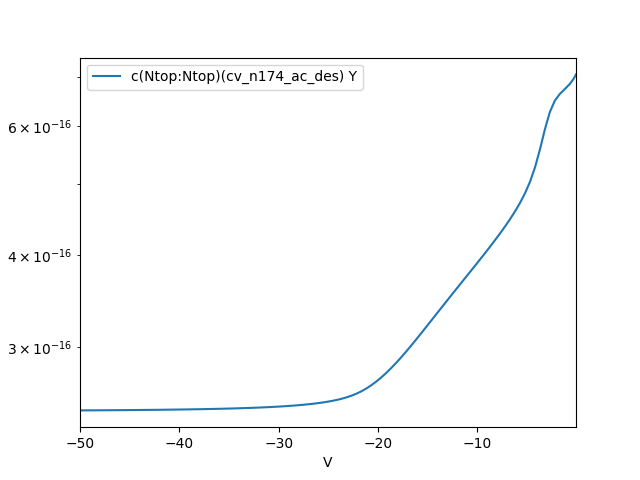 c(Ntop:Ntop)(cv_n174_ac_des) Y
6 × 10⁻¹⁶
4 × 10⁻¹⁶
3 × 10⁻¹⁶
−50 −40 −30 −20 −10
V